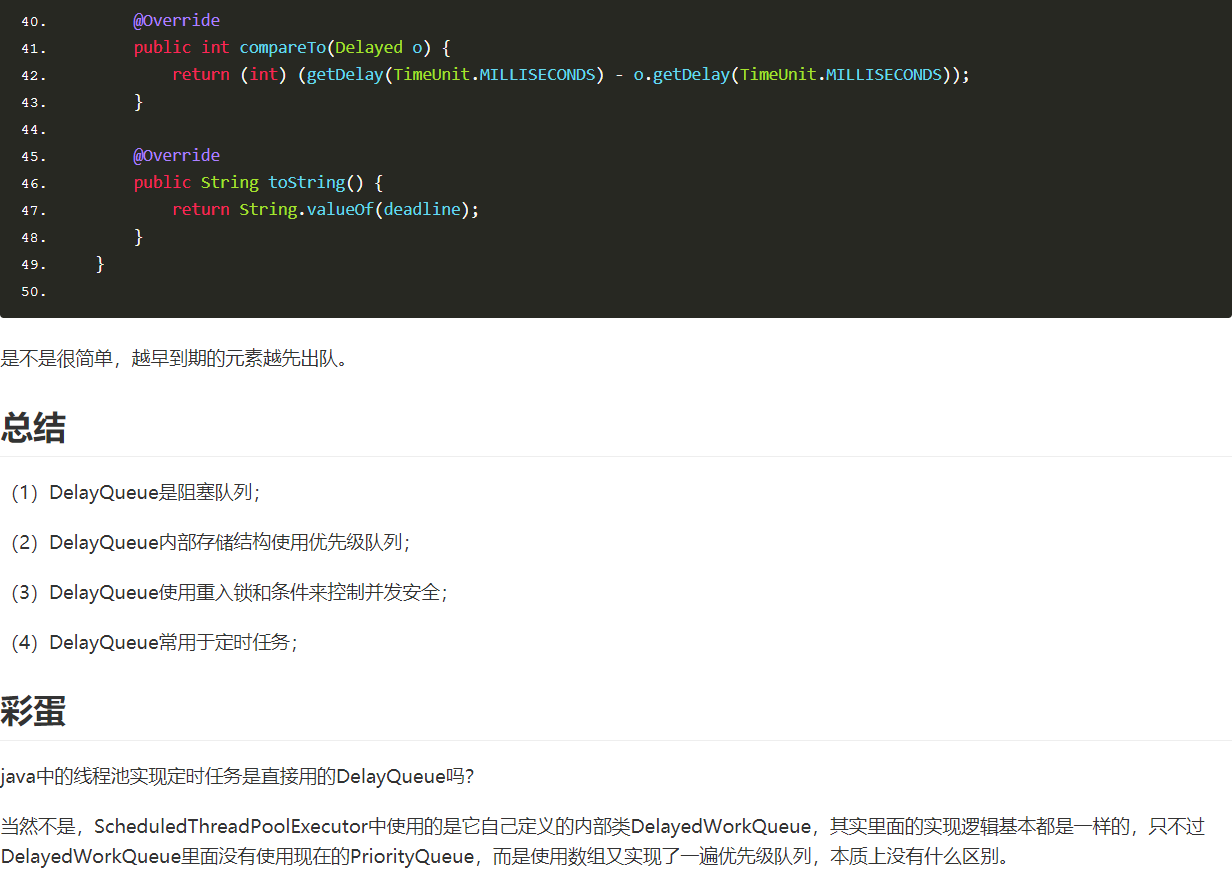 40.         @Override
41.         public int compareTo(Delayed o) {
42.             return (int) (getDelay(TimeUnit.MILLISECONDS) - o.getDelay(TimeUnit.MILLISECONDS));
43.         }
44.
45.         @Override
46.         public String toString() {
47.             return String.valueOf(deadline);
48.         }
49.     }
50.
是不是很简单，越早到期的元素越先出队。
总结
（1）DelayQueue是阻塞队列；
（2）DelayQueue内部存储结构使用优先级队列；
（3）DelayQueue使用重入锁和条件来控制并发安全；
（4）DelayQueue常用于定时任务；
彩蛋
java中的线程池实现定时任务是直接用的DelayQueue吗？
当然不是，ScheduledThreadPoolExecutor中使用的是它自己定义的内部类DelayedWorkQueue，其实里面的实现逻辑基本都是一样的，只不过
DelayedWorkQueue里面没有使用现在的PriorityQueue，而是使用数组又实现了一遍优先级队列，本质上没有什么区别。